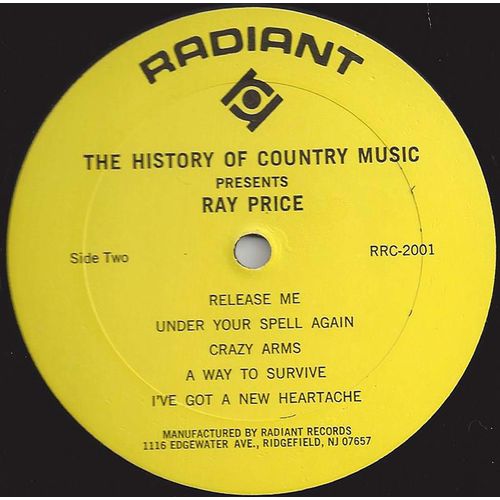 RADIANT
THE HISTORY OF COUNTRY MUSIC
PRESENTS
RAY PRICE
Side Two
RRC-2001
RELEASE ME
UNDER YOUR SPELL AGAIN
CRAZY ARMS
A WAY TO SURVIVE
I'VE GOT A NEW HEARTACHE
MANUFACTURED BY RADIANT RECORDS
1116 EDGEWATER AVE., RIDGEFIELD, NJ 07657